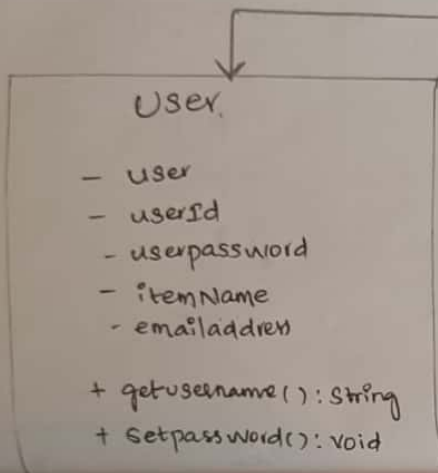 User.
- user
- userId
- userpassword
- itemName
- emailaddress
+ getusername() : String
+ setpassword() : void